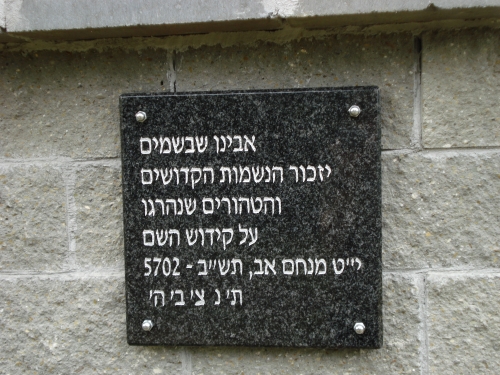 אבינו שבשמים
יזכור הנשמות הקדושים
והטהורים שנהרגו
על קידוש השם
י״ט מנחם אב, תש״ב - 5702
ת׳ נ׳ צ׳ ב׳ ה׳